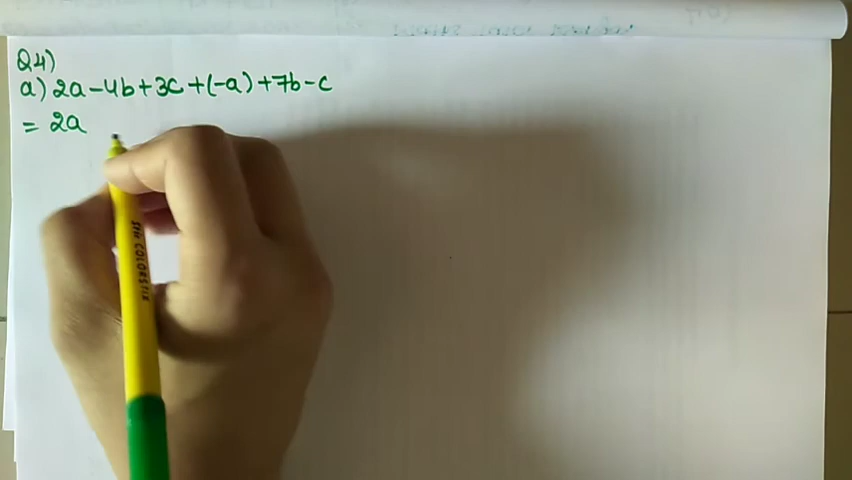 Q4)
a) 2a-4b+3c+(-a)+7b-c
= 2a